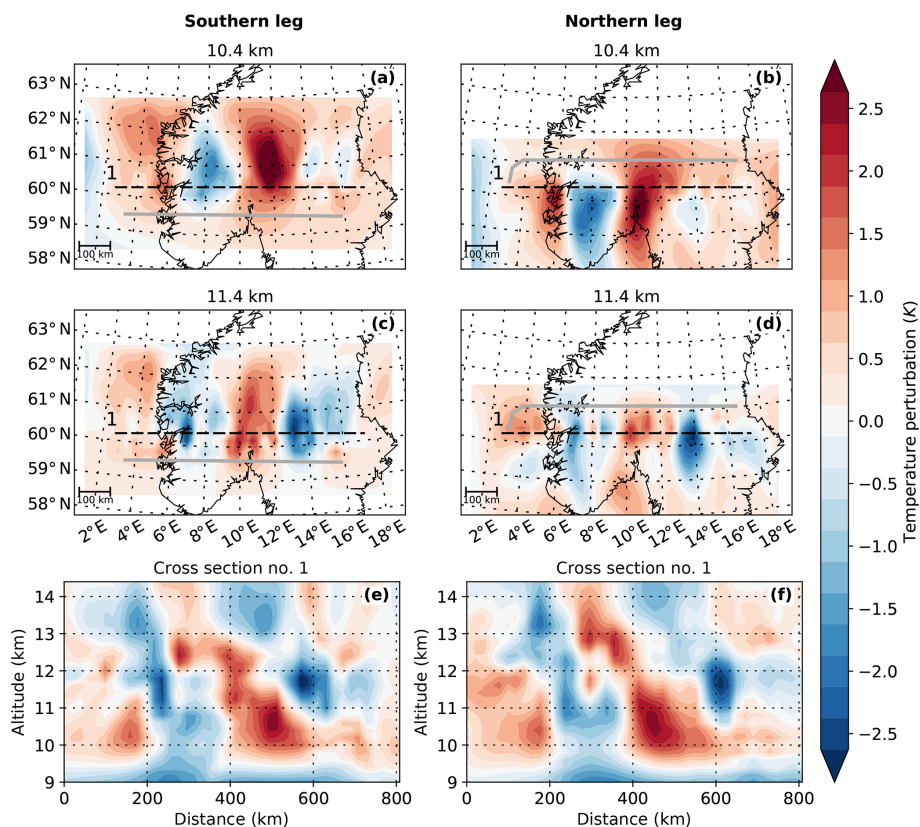 Southern leg
Northern leg
10.4 km
10.4 km
(a)
(b)
63° N
62° N
61° N
60° N
59° N
58° N
1
1
100 km
100 km
11.4 km
11.4 km
(c)
(d)
63° N
62° N
61° N
60° N
59° N
58° N
1
1
100 km
100 km
2°E 4°E 6°E 8°E 10°E 12°E 14°E 16°E 18°E
2°E 4°E 6°E 8°E 10°E 12°E 14°E 16°E 18°E
Cross section no. 1
Cross section no. 1
(e)
(f)
14
13
12
11
10
9
Altitude (km)
14
13
12
11
10
9
Altitude (km)
0 200 400 600 800
0 200 400 600 800
Distance (km)
Distance (km)
2.5
2.0
1.5
1.0
0.5
0.0
−0.5
−1.0
−1.5
−2.0
−2.5
Temperature perturbation (K)